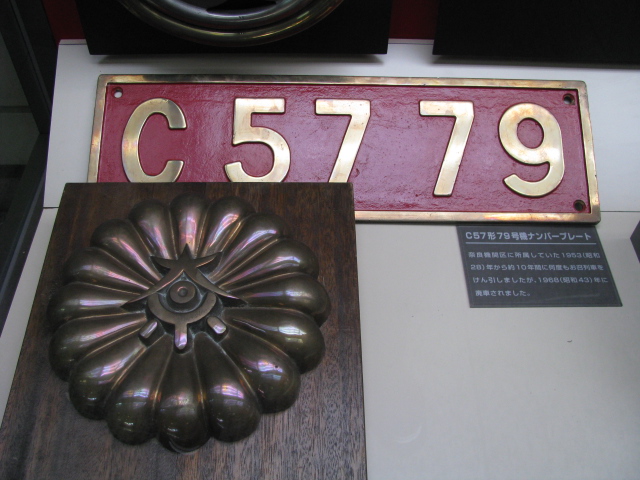 C5779
C57形79号機ナンバープレート
奈良機関区に所属していた1953(昭和
28)年から約10年間に何度もお召列車を
けん引しましたが、1968(昭和43)年に
廃車されました。